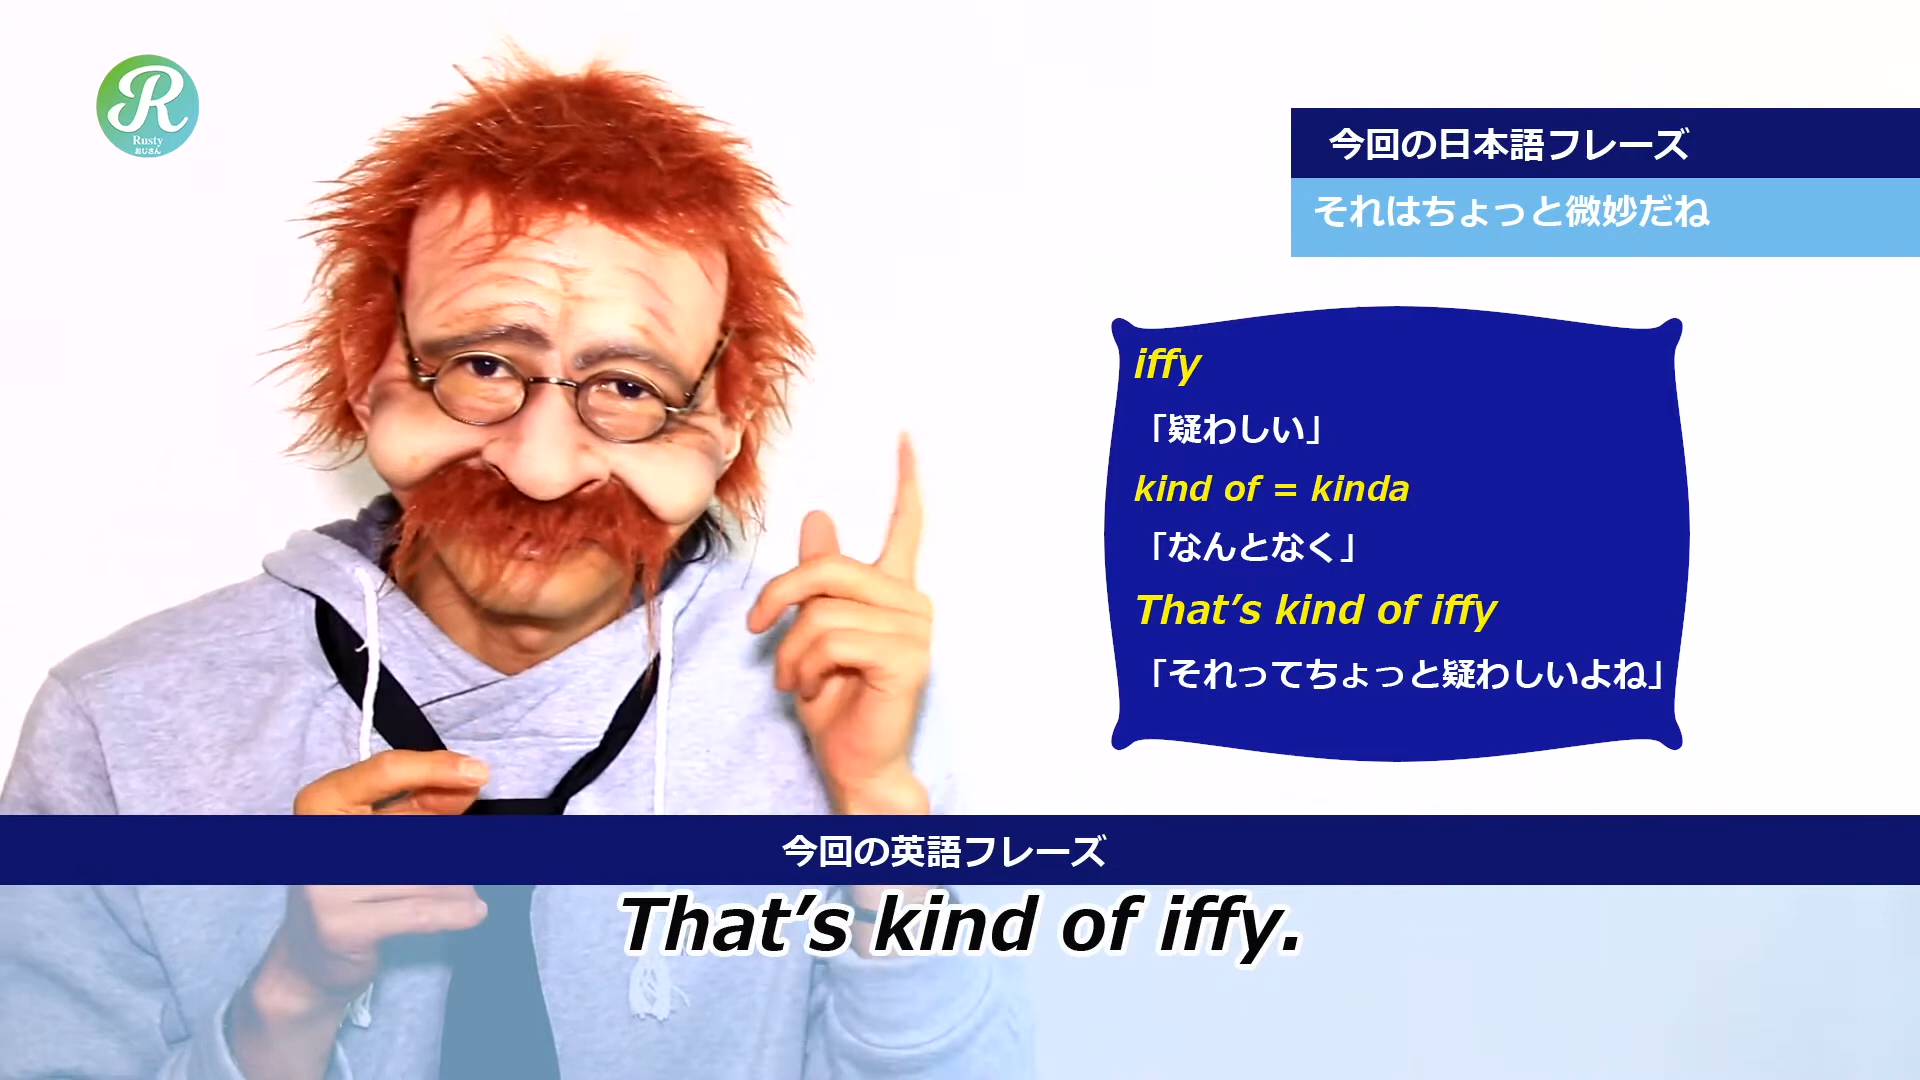 R
Rusty
おじさん
今回の日本語フレーズ
それはちょっと微妙だね
iffy
「疑わしい」
kind of = kinda
「なんとなく」
That’s kind of iffy
「それってちょっと疑わしいよね」
今回の英語フレーズ
That’s kind of iffy.